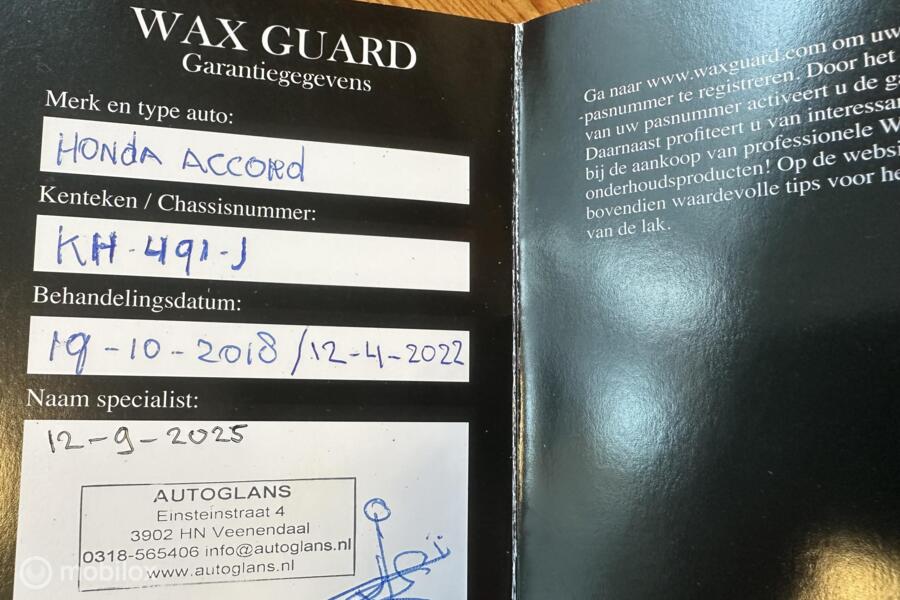 WAX GUARD
Garantiegegevens
Merk en type auto:
HONDA ACCORD
Kenteken / Chassisnummer:
KH-491-J
Behandelingsdatum:
19-10-2018/12-4-2022
Naam specialist:
12-9-2025
AUTOGLANS
Einsteinstraat 4
3902 HN Veenendaal
0318-565406 info@autoglans.nl
www.autoglans.nl
Ga naar www.waxguard.com om uw
-pasnummer te registreren. Door het
van uw pasnummer activeert u de ga
Daarnaast profiteert u van interessan
bij de aankoop van professionele W
onderhoudsproducten! Op de websi
bovendien waardevolle tips voor he
van de lak.
mobilox